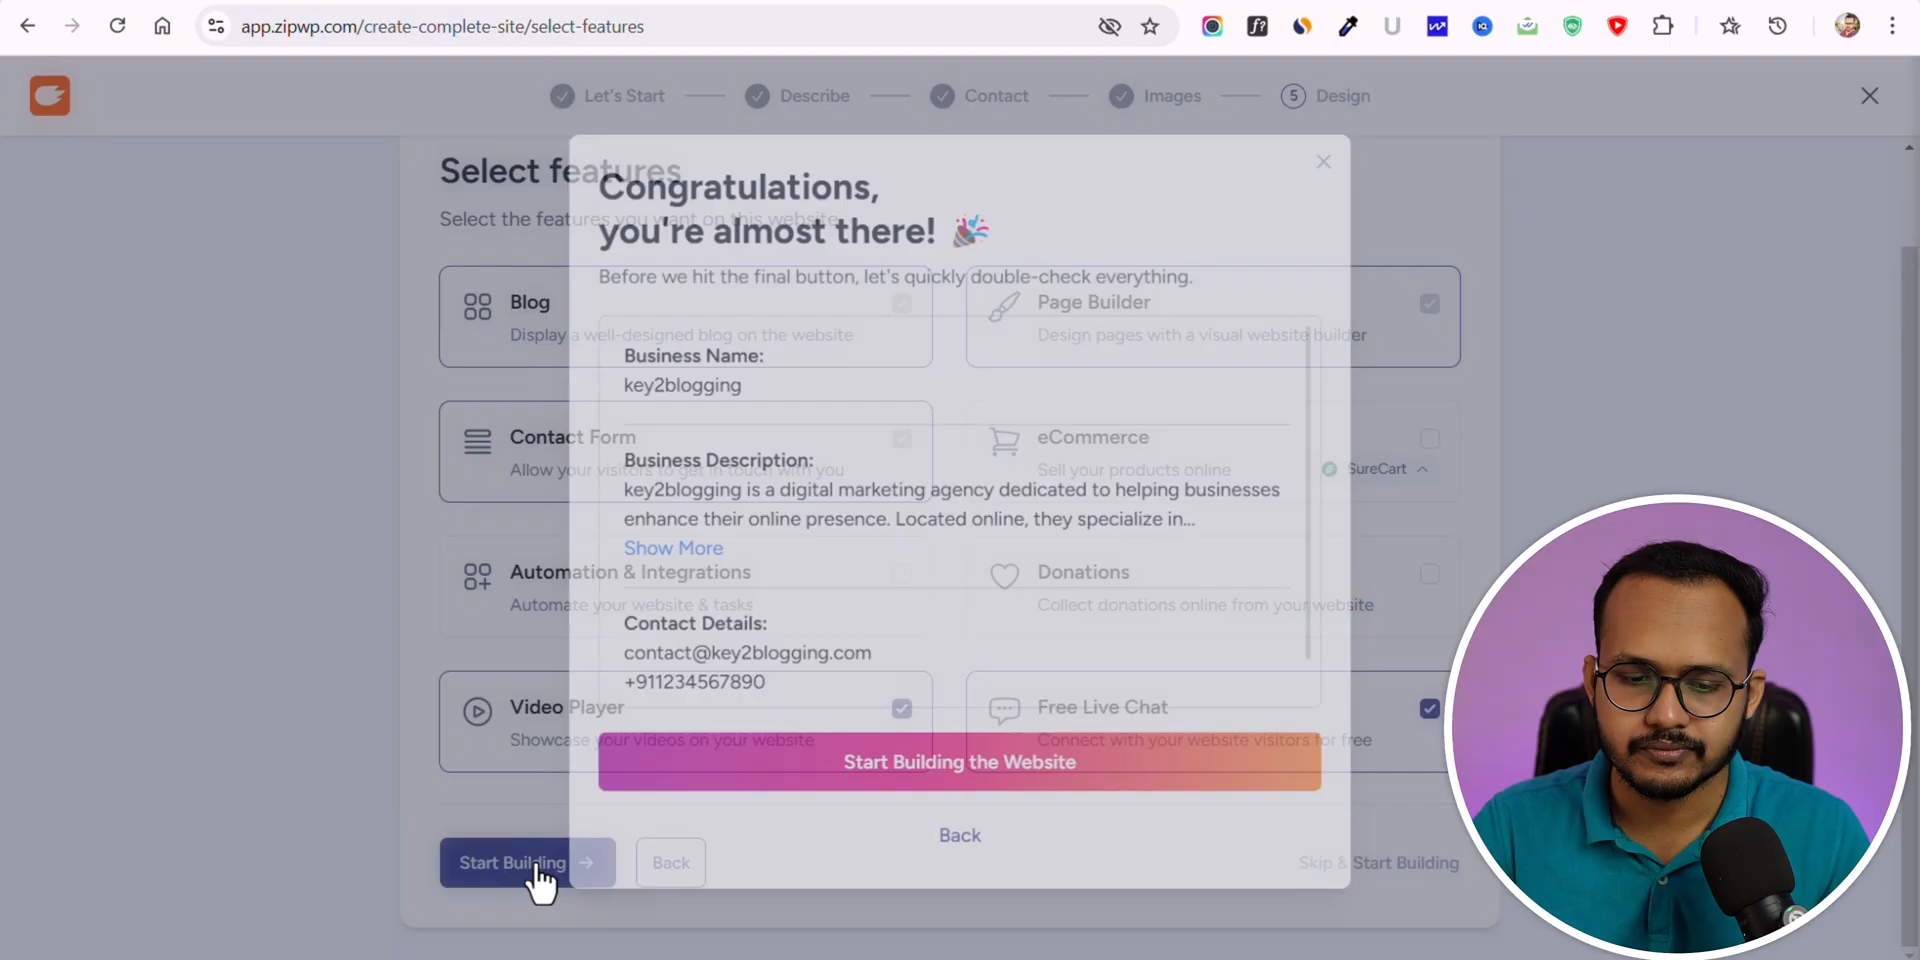 app.zipwp.com/create-complete-site/select-features
Let's Start
Describe
Contact
Images
5
Design
Select features
Select the features you want on this website
Congratulations,
you're almost there! 🎉
Before we hit the final button, let's quickly double-check everything.
Blog
Display a well-designed blog on the website
Page Builder
Design pages with a visual website builder
Business Name:
key2blogging
Contact Form
Allow your visitors to get in touch with you
eCommerce
Sell your products online
SureCart
Business Description:
key2blogging is a digital marketing agency dedicated to helping businesses
enhance their online presence. Located online, they specialize in...
Show More
Automation & Integrations
Automate your website & tasks
Donations
Collect donations online from your website
Contact Details:
contact@key2blogging.com
+911234567890
Video Player
Showcase your videos on your website
Free Live Chat
Connect with your website visitors for free
Start Building the Website
Back
Start Building
Back
Skip & Start Building